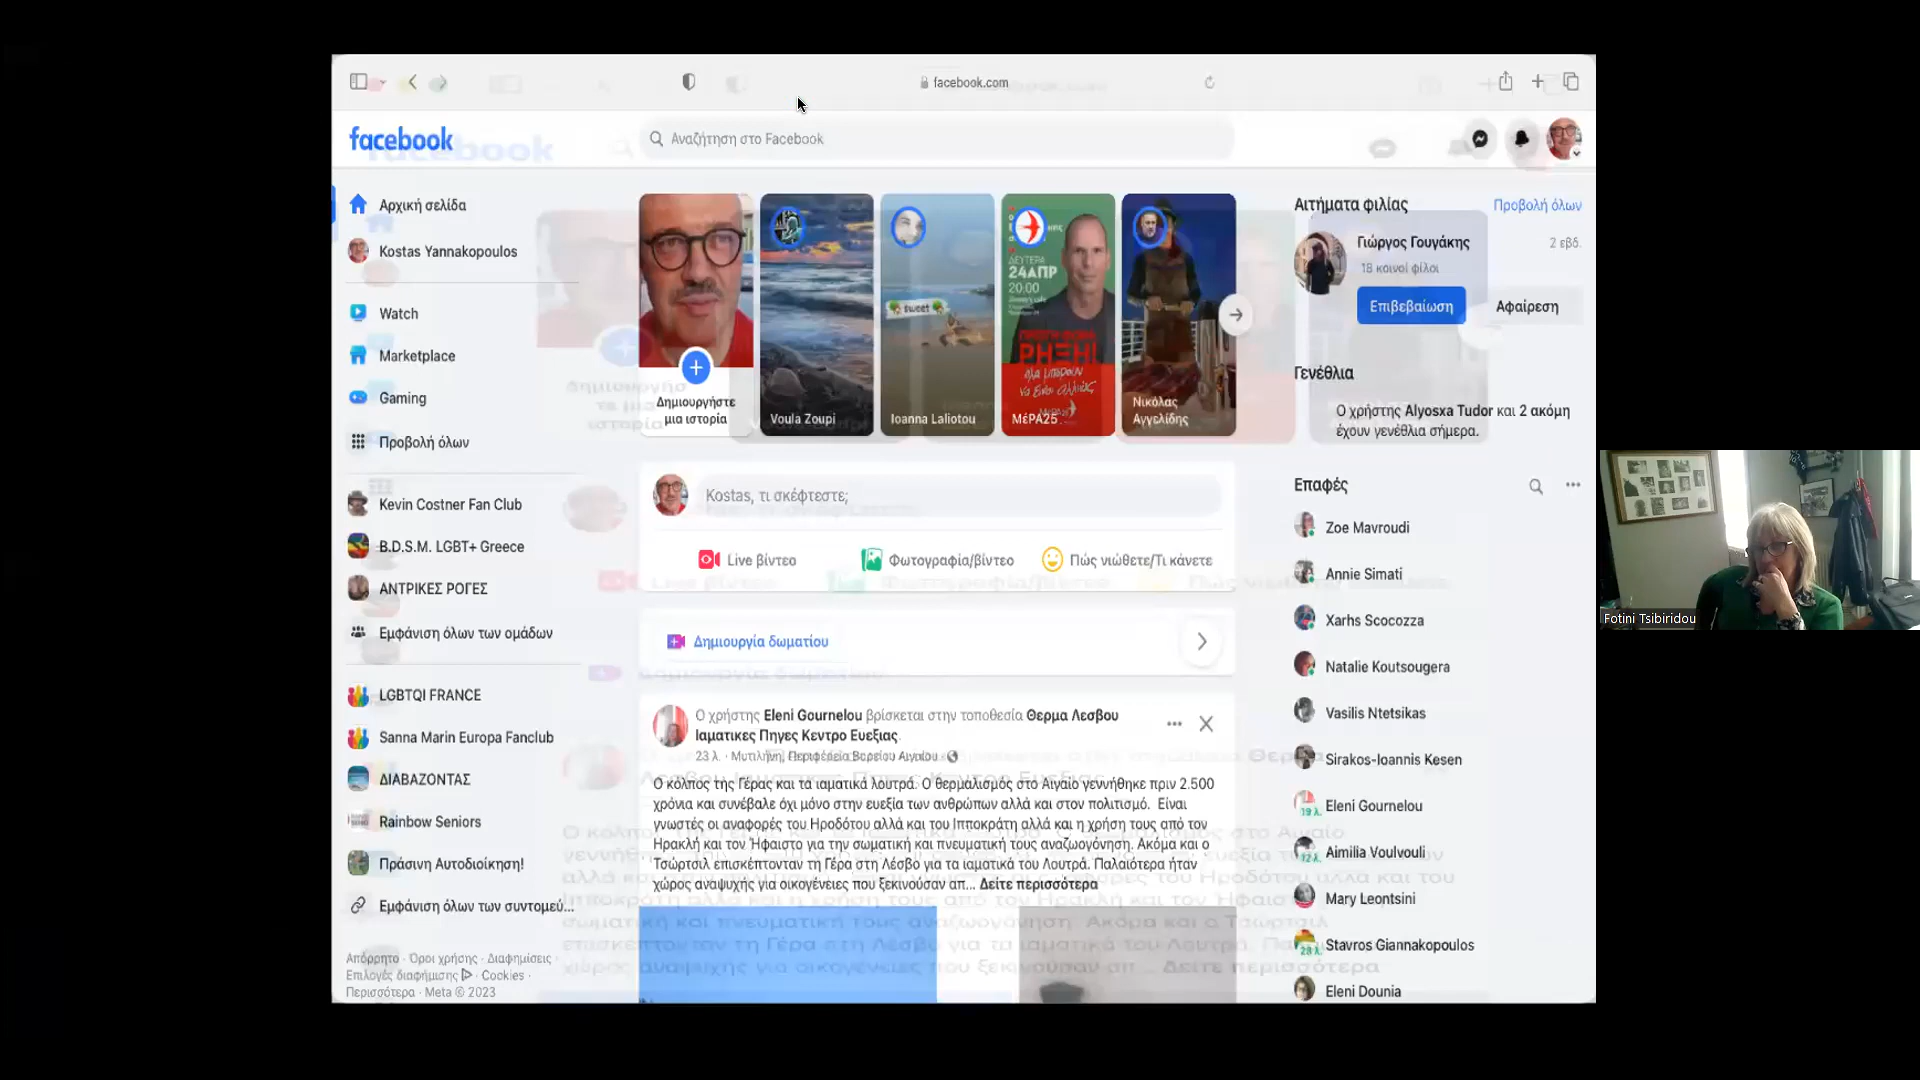 facebook.com
facebook
Αναζήτηση στο Facebook
Αρχική σελίδα
Kostas Yannakopoulos
Watch
Marketplace
Gaming
Προβολή όλων
Kevin Costner Fan Club
B.D.S.M. LGBT+ Greece
ΑΝΤΡΙΚΕΣ ΡΟΓΕΣ
Εμφάνιση όλων των ομάδων
LGBTQI FRANCE
Sanna Marin Europa Fanclub
ΔΙΑΒΑΖΟΝΤΑΣ
Rainbow Seniors
Πράσινη Αυτοδιοίκηση!
Εμφάνιση όλων των συντομεύ...
Απόρρητο · Όροι χρήσης · Διαφημίσεις ·
Επιλογές διαφήμισης · Cookies ·
Περισσότερα · Meta © 2023
Δημιουργήστε
μια ιστορία
Voula Zoupi
sweet
Ioanna Laliotou
ΔΕΥΤΕΡΑ
24ΑΠΡ
20.00
ΡΗΞΗ!
ΜέΡΑ25
Νικόλας
Αγγελίδης
Kostas, τι σκέφτεστε;
Live βίντεο
Φωτογραφία/βίντεο
Πώς νιώθετε/Τι κάνετε
Δημιουργία δωματίου
Ο χρήστης Eleni Gournelou βρίσκεται στην τοποθεσία Θερμα Λεσβου
Ιαματικες Πηγες Κεντρο Ευεξιας.
23 λ. · Μυτιλήνη, Περιφέρεια Βορείου Αιγαίου ·
Ο κόλπος της Γέρας και τα ιαματικά λουτρά. Ο θερμαλισμός στο Αιγαίο γεννήθηκε πριν 2.500
χρόνια και συνέβαλε όχι μόνο στην ευεξία των ανθρώπων αλλά και στον πολιτισμό. Είναι
γνωστές οι αναφορές του Ηροδότου αλλά και του Ιπποκράτη αλλά και η χρήση τους από τον
Ηρακλή και τον Ήφαιστο για την σωματική και πνευματική τους αναζωογόνηση. Ακόμα και ο
Τσώρτσιλ επισκέπτονταν τη Γέρα στη Λέσβο για τα ιαματικά του Λουτρά. Παλαιότερα ήταν
χώρος αναψυχής για οικογένειες που ξεκινούσαν απ... Δείτε περισσότερα
Αιτήματα φιλίας
Προβολή όλων
Γιώργος Γουγάκης
2 εβδ.
18 κοινοί φίλοι
Επιβεβαίωση
Αφαίρεση
Γενέθλια
Ο χρήστης Alyosxa Tudor και 2 ακόμη
έχουν γενέθλια σήμερα.
Επαφές
Zoe Mavroudi
Annie Simati
Xarhs Scocozza
Natalie Koutsougera
Vasilis Ntetsikas
Sirakos-Ioannis Kesen
Eleni Gournelou
19 λ.
Aimilia Voulvouli
12 λ.
Mary Leontsini
Stavros Giannakopoulos
28 λ.
Eleni Dounia
Fotini Tsibiridou